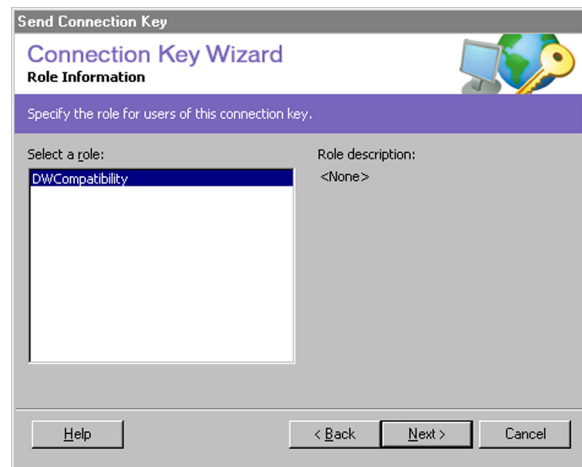 Send Connection Key
Connection Key Wizard
Role Information
Specify the role for users of this connection key.
Select a role:
DWCompatibility
Role description:
<None>
Help
< Back
Next >
Cancel